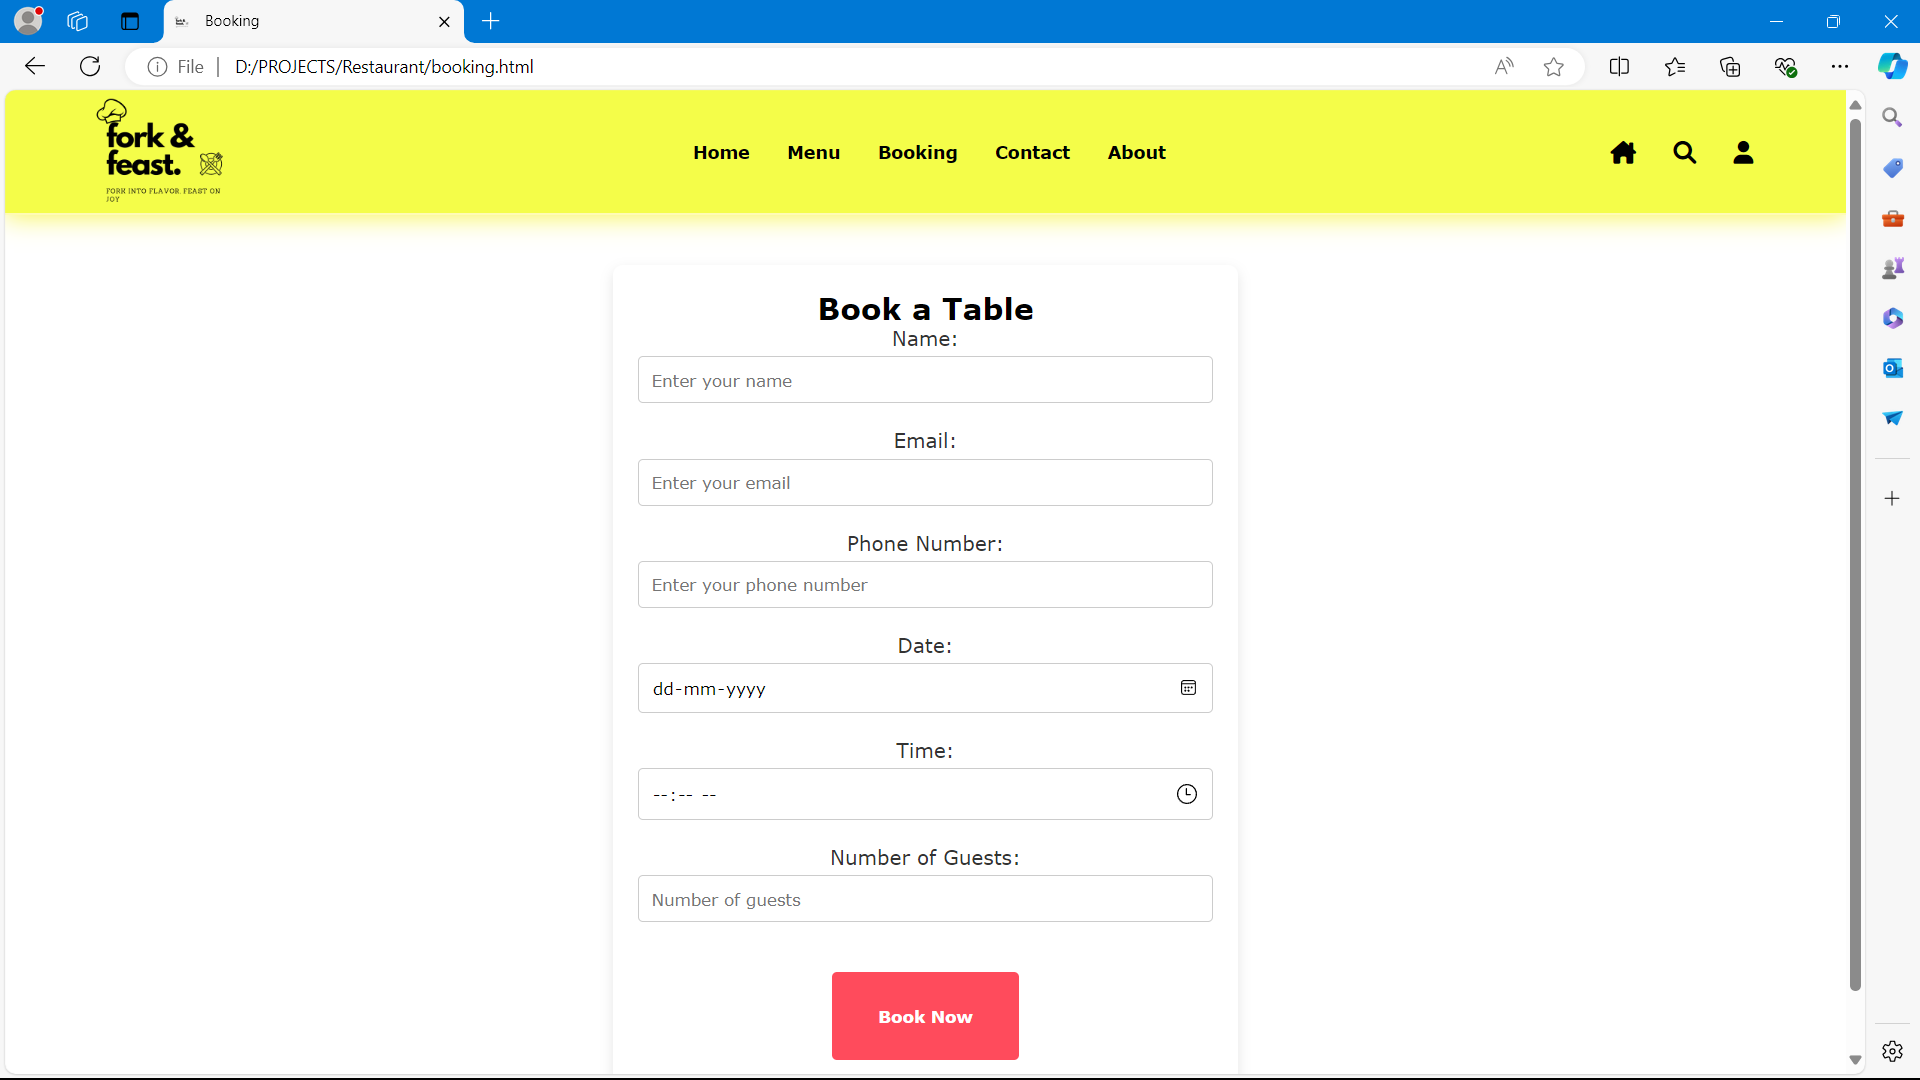 Booking
File
D:/PROJECTS/Restaurant/booking.html
fork &
feast.
FORK INTO FLAVOR. FEAST ON
JOY
Home Menu Booking Contact About
Book a Table
Name:
Enter your name
Email:
Enter your email
Phone Number:
Enter your phone number
Date:
dd-mm-yyyy
Time:
--:-- --
Number of Guests:
Number of guests
Book Now